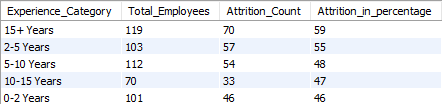 Experience_Category Total_Employees Attrition_Count Attrition_in_percentage
15+ Years 119 70 59
2-5 Years 103 57 55
5-10 Years 112 54 48
10-15 Years 70 33 47
0-2 Years 101 46 46